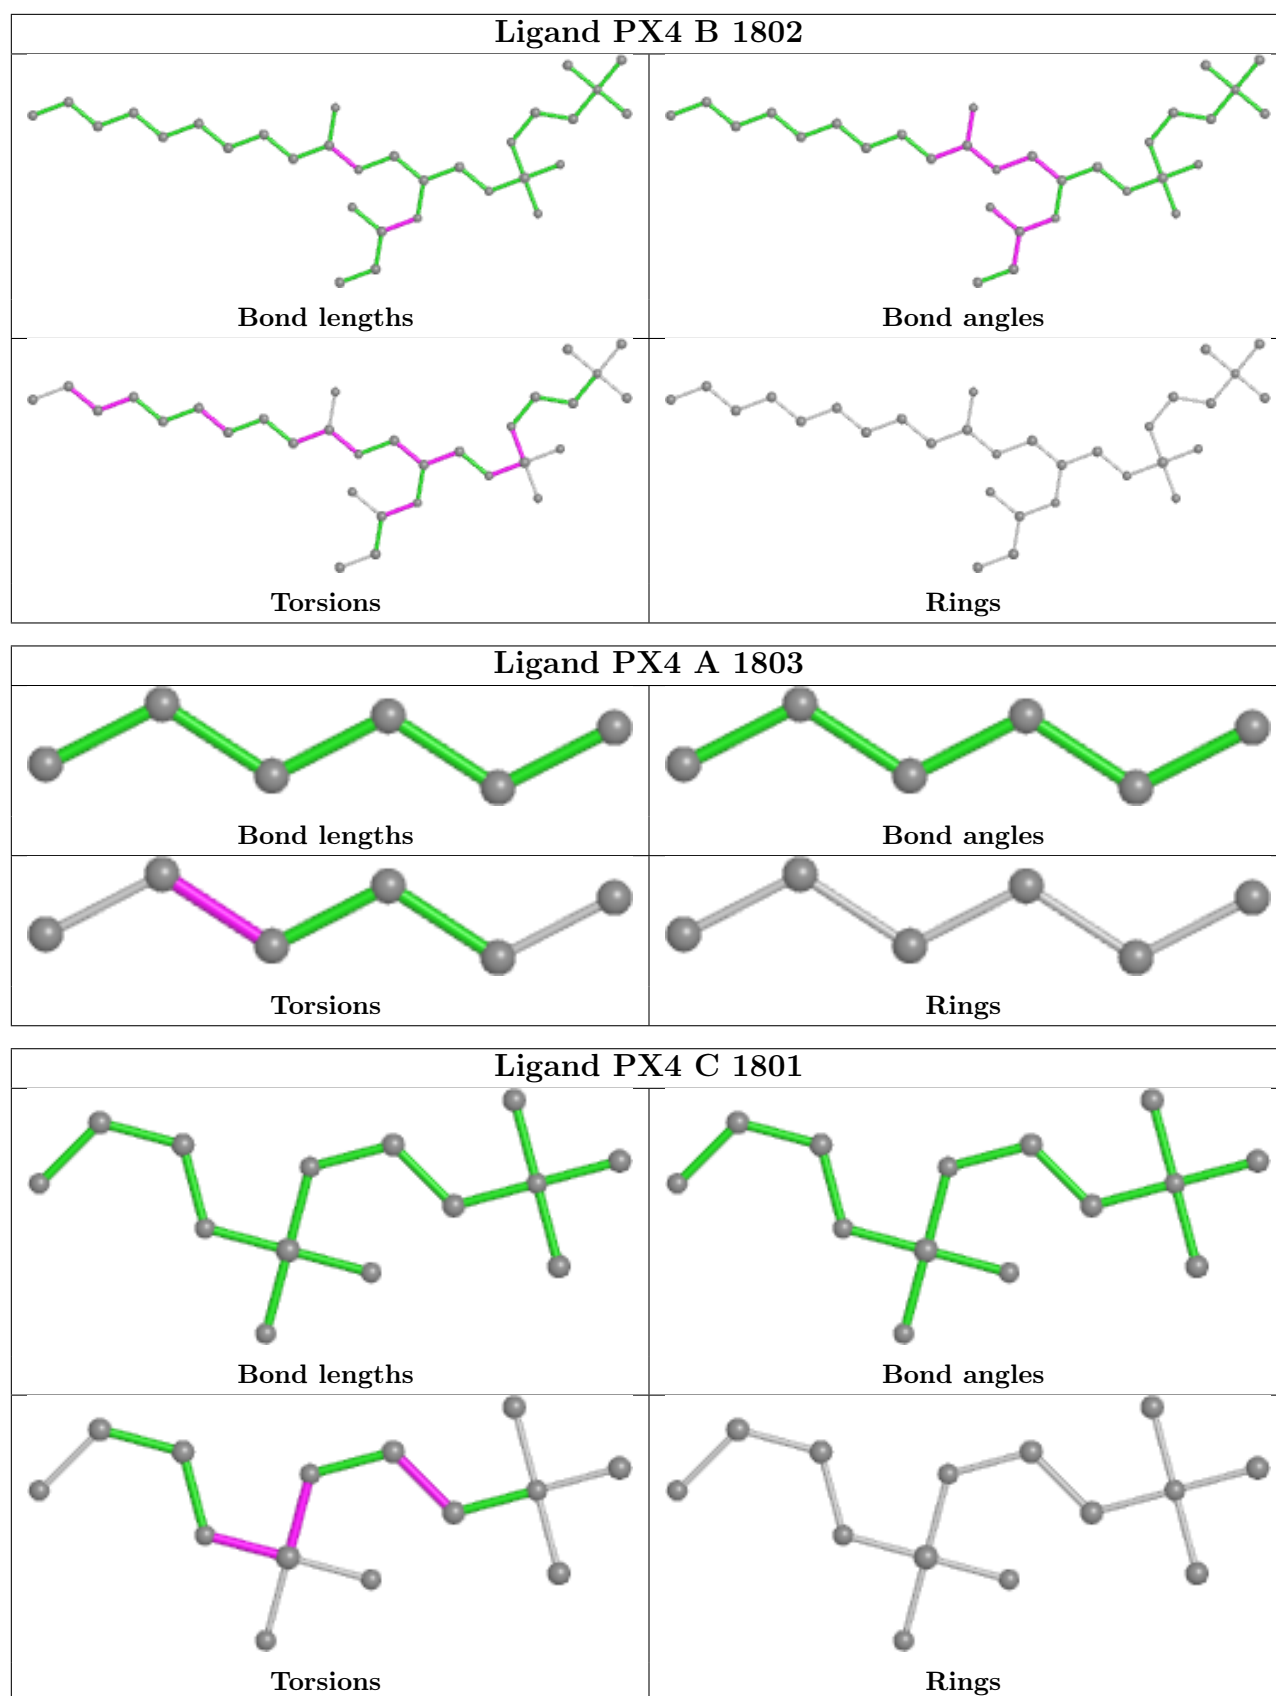 Ligand PX4 B 1802
Bond lengths
Bond angles
Torsions
Rings
Ligand PX4 A 1803
Bond lengths
Bond angles
Torsions
Rings
Ligand PX4 C 1801
Bond lengths
Bond angles
Torsions
Rings